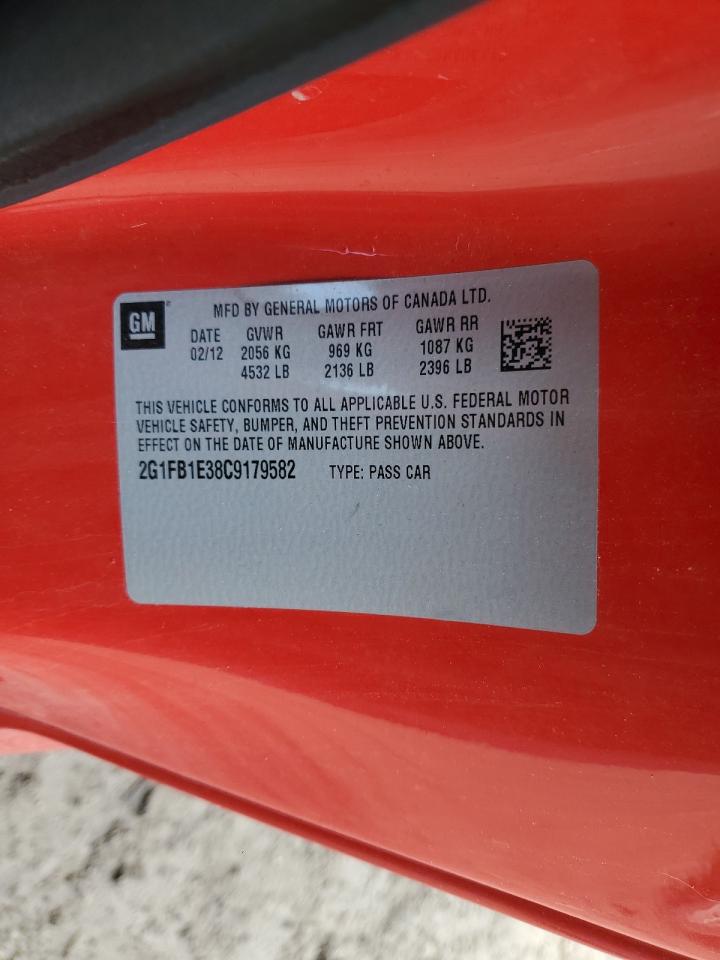 GM
MFD BY GENERAL MOTORS OF CANADA LTD.
DATE GVWR GAWR FRT GAWR RR
02/12 2056 KG 969 KG 1087 KG
4532 LB 2136 LB 2396 LB
THIS VEHICLE CONFORMS TO ALL APPLICABLE U.S. FEDERAL MOTOR
VEHICLE SAFETY, BUMPER, AND THEFT PREVENTION STANDARDS IN
EFFECT ON THE DATE OF MANUFACTURE SHOWN ABOVE.
2G1FB1E38C9179582 TYPE: PASS CAR